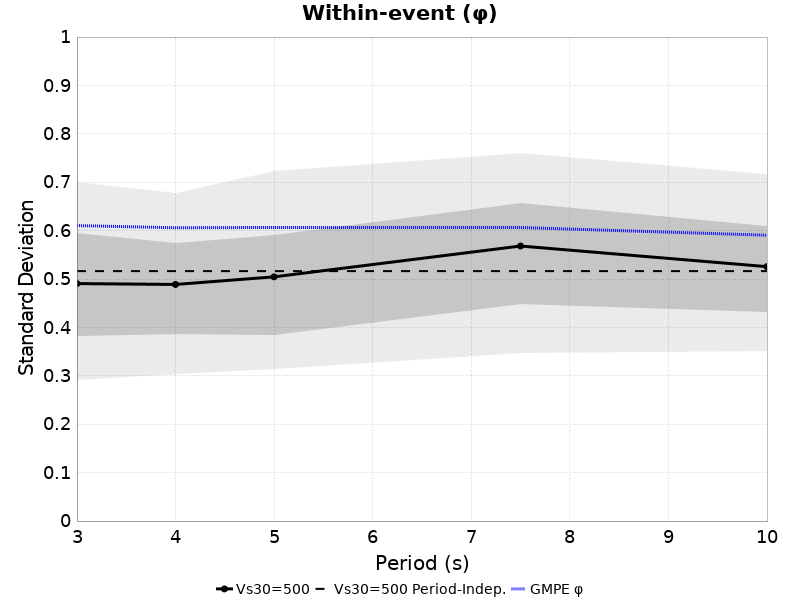 Within-event (φ)
Standard Deviation
1
0.9
0.8
0.7
0.6
0.5
0.4
0.3
0.2
0.1
0
3 4 5 6 7 8 9 10
Period (s)
Vs30=500 Vs30=500 Period-Indep. GMPE φ